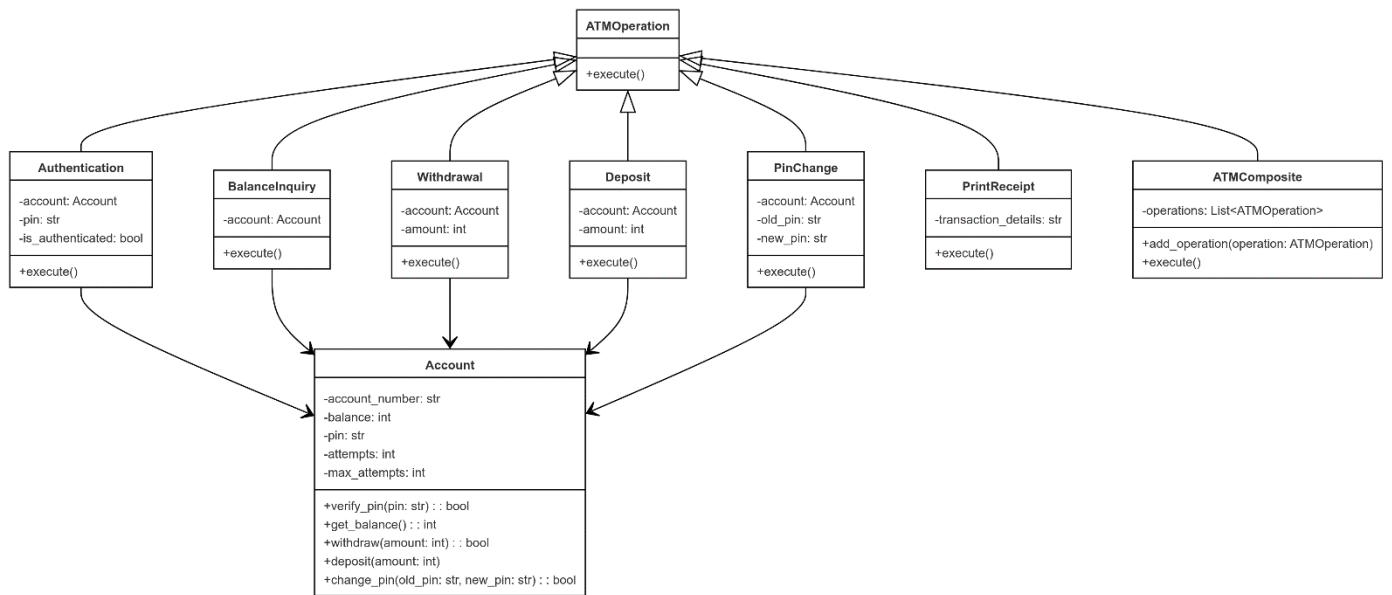 ATMOperation
+execute()
Authentication
-account: Account
-pin: str
-is_authenticated: bool
+execute()
BalanceInquiry
-account: Account
+execute()
Withdrawal
-account: Account
-amount: int
+execute()
Deposit
-account: Account
-amount: int
+execute()
PinChange
-account: Account
-old_pin: str
-new_pin: str
+execute()
PrintReceipt
-transaction_details: str
+execute()
ATMComposite
-operations: List<ATMOperation>
+add_operation(operation: ATMOperation)
+execute()
Account
-account_number: str
-balance: int
-pin: str
-attempts: int
-max_attempts: int
+verify_pin(pin: str) : : bool
+get_balance() : : int
+withdraw(amount: int) : : bool
+deposit(amount: int)
+change_pin(old_pin: str, new_pin: str) : : bool